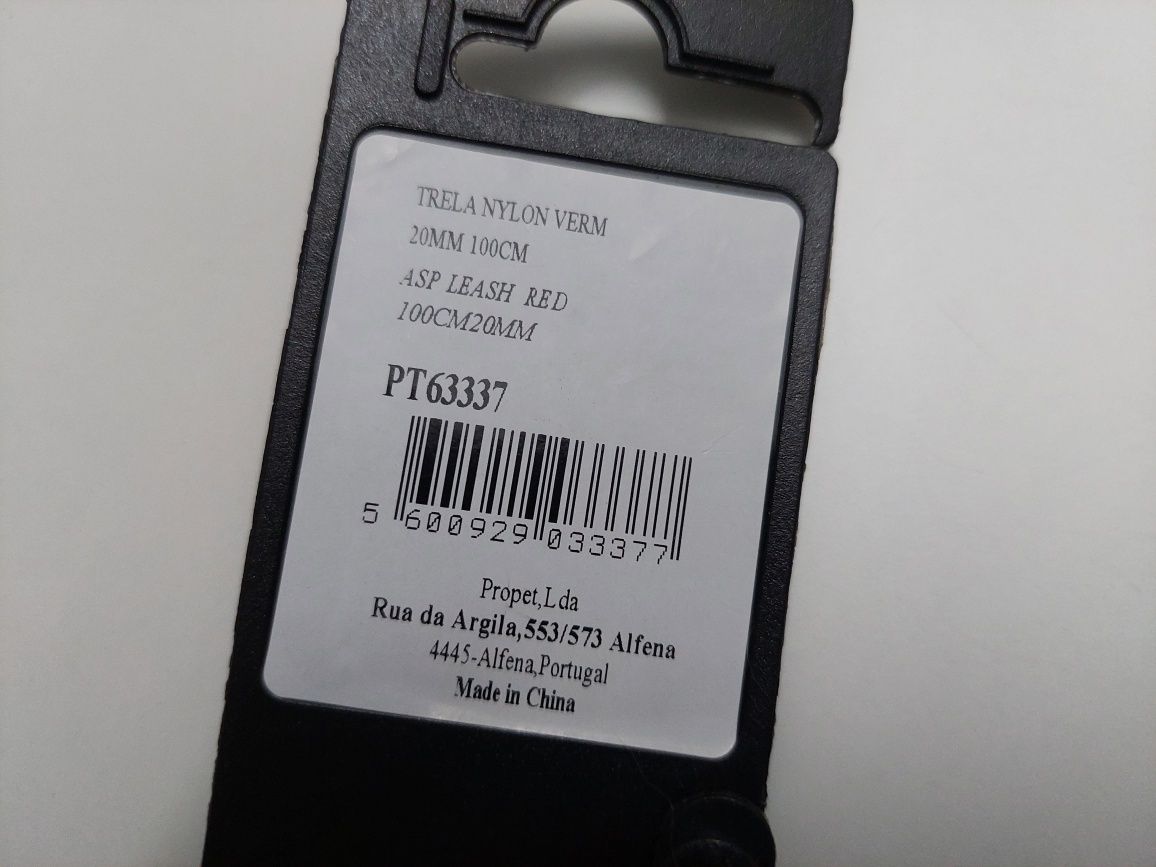 TRELA NYLON VERM
20MM 100CM
ASP LEASH RED
100CM20MM
PT63337
5 600929 033377
Propet,Lda
Rua da Argila,553/573 Alfena
4445-Alfena,Portugal
Made in China